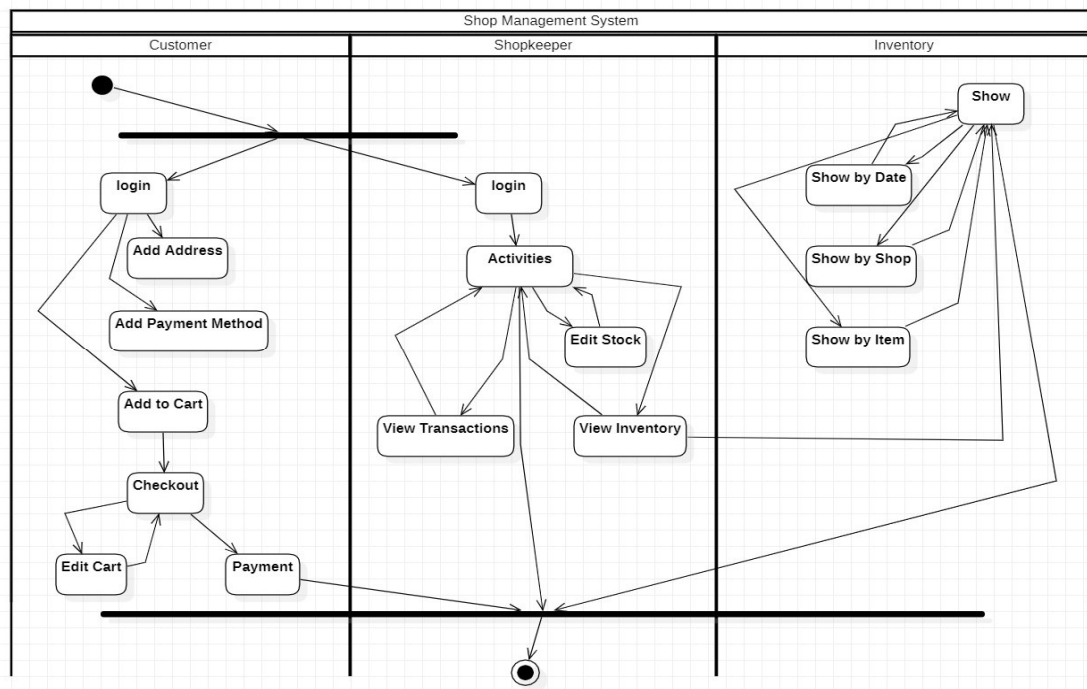 Shop Management System
Customer
Shopkeeper
Inventory
Show
login
login
Show by Date
Add Address
Activities
Show by Shop
Add Payment Method
Edit Stock
Show by Item
Add to Cart
View Transactions
View Inventory
Checkout
Edit Cart
Payment